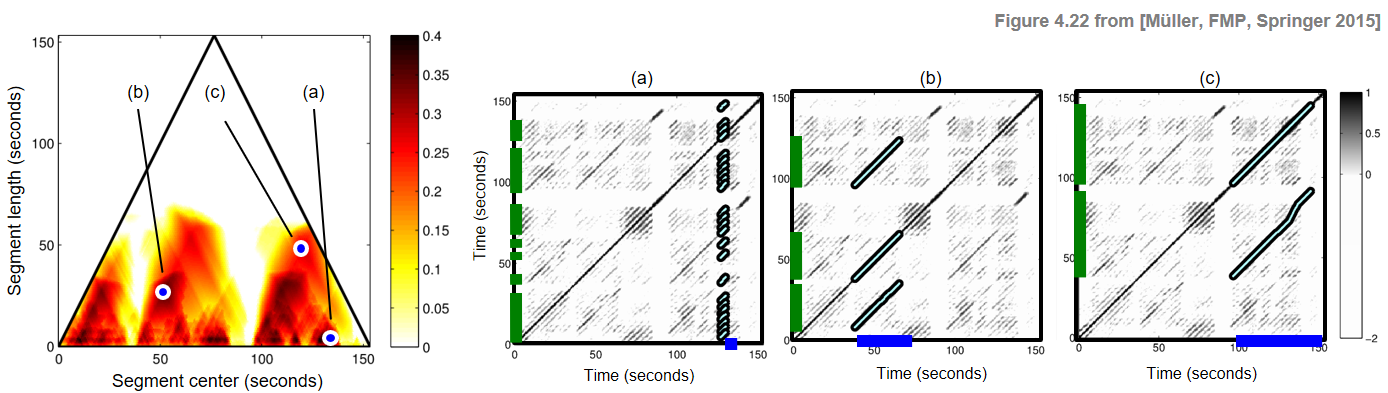 Figure 4.22 from [Müller, FMP, Springer 2015]
(b) (c) (a)
Segment length (seconds)
150
100
50
0
0 50 100 150
Segment center (seconds)
0.4
0.35
0.3
0.25
0.2
0.15
0.1
0.05
0
(a)
Time (seconds)
150
100
50
0
0 50 100 150
Time (seconds)
(b)
150
100
50
0
0 50 100 150
Time (seconds)
(c)
150
100
50
0
0 50 100 150
Time (seconds)
1
0
-2